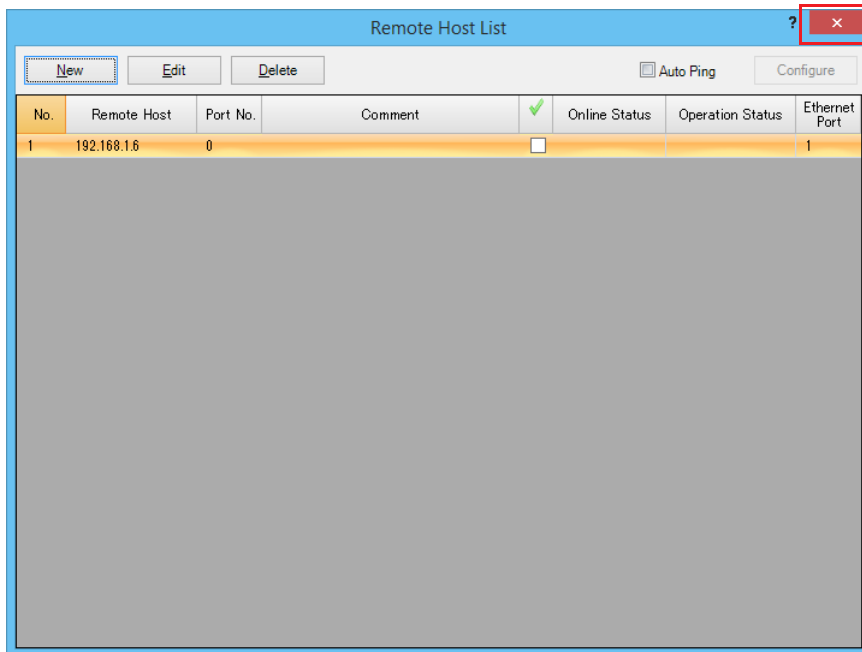 Remote Host List ? ×
New Edit Delete Auto Ping Configure
No. Remote Host Port No. Comment Online Status Operation Status Ethernet Port
1 192.168.1.6 0 1